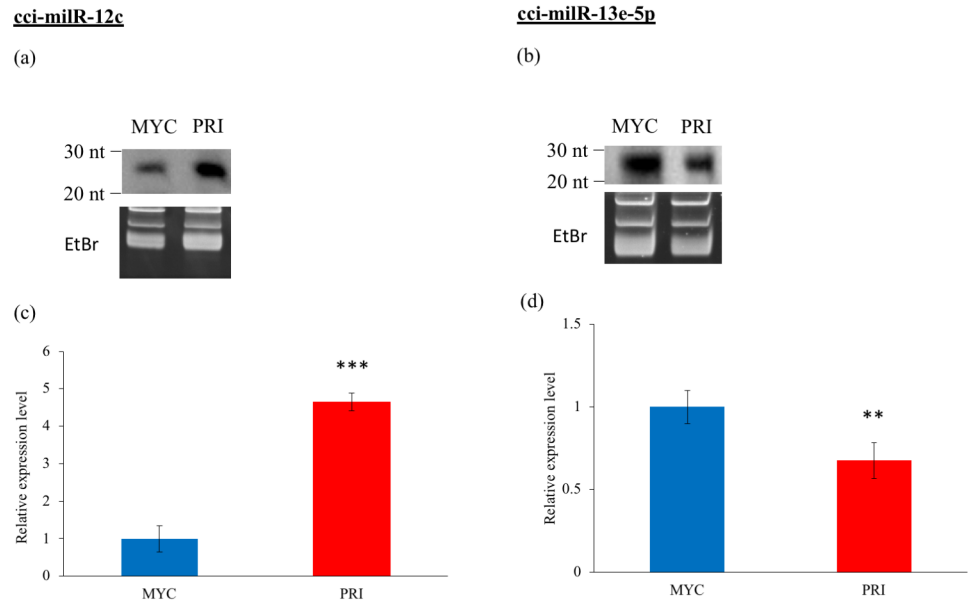 cci-milR-12c
cci-milR-13e-5p
(a)
(b)
MYC PRI
30 nt
20 nt
EtBr
MYC PRI
30 nt
20 nt
EtBr
(c)
Relative expression level
6
5
4
3
2
1
0
***
MYC PRI
(d)
Relative expression level
1.5
1
0.5
0
**
MYC PRI